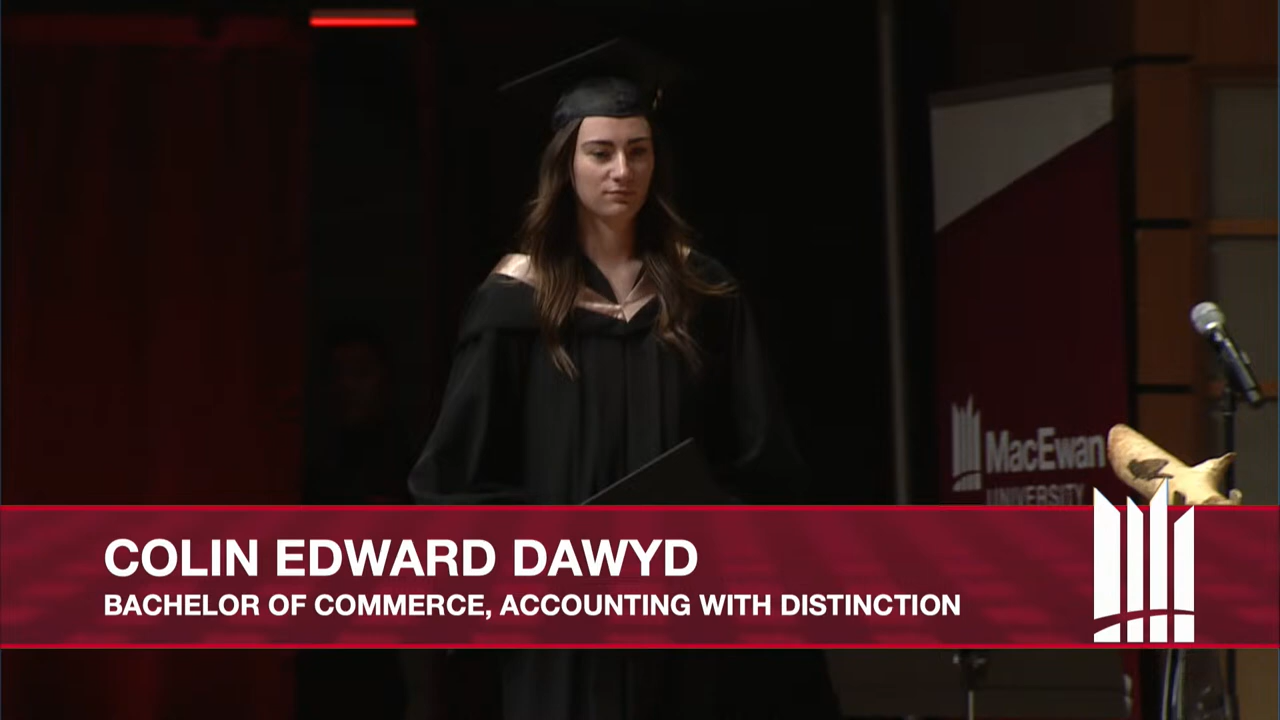 MacEwan
UNIVERSITY
COLIN EDWARD DAWYD
BACHELOR OF COMMERCE, ACCOUNTING WITH DISTINCTION